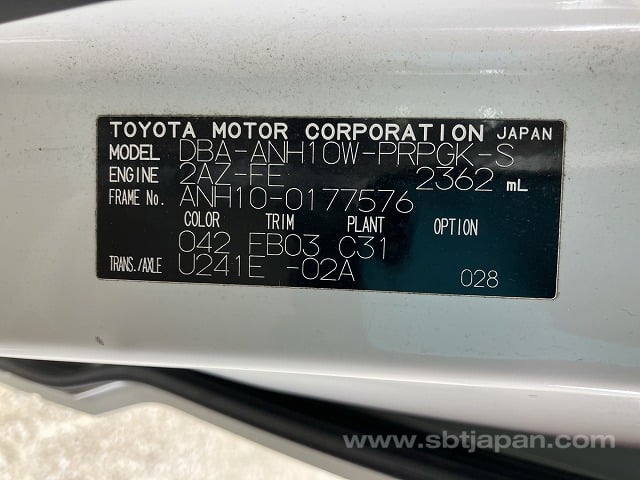 TOYOTA MOTOR CORPORATION JAPAN
MODEL DBA-ANH10W-PRPGK-S
ENGINE 2AZ-FE 2362 mL
FRAME No. ANH10-0177576
COLOR TRIM PLANT OPTION
042 FB03 C31
TRANS./AXLE U241E -02A 028
www.sbtjapan.com